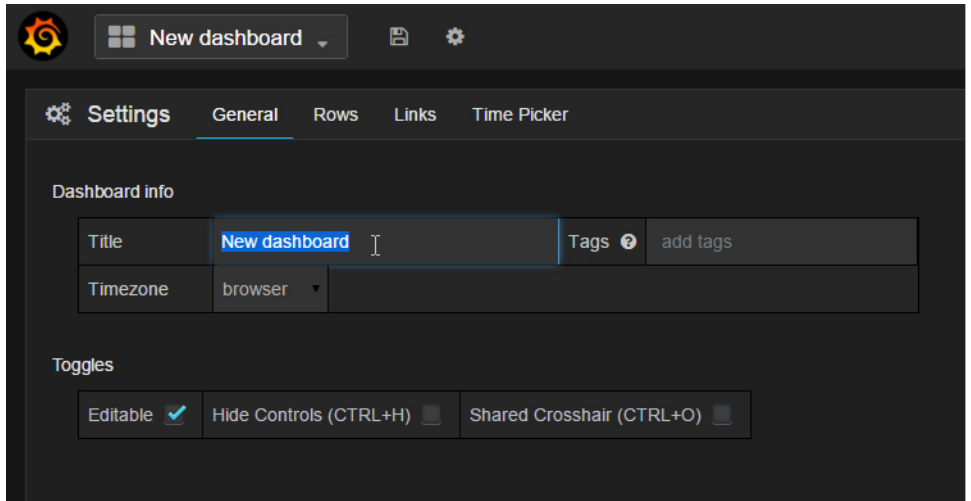 New dashboard
Settings General Rows Links Time Picker
Dashboard info
Title New dashboard Tags ? add tags
Timezone browser
Toggles
Editable Hide Controls (CTRL+H) Shared Crosshair (CTRL+O)